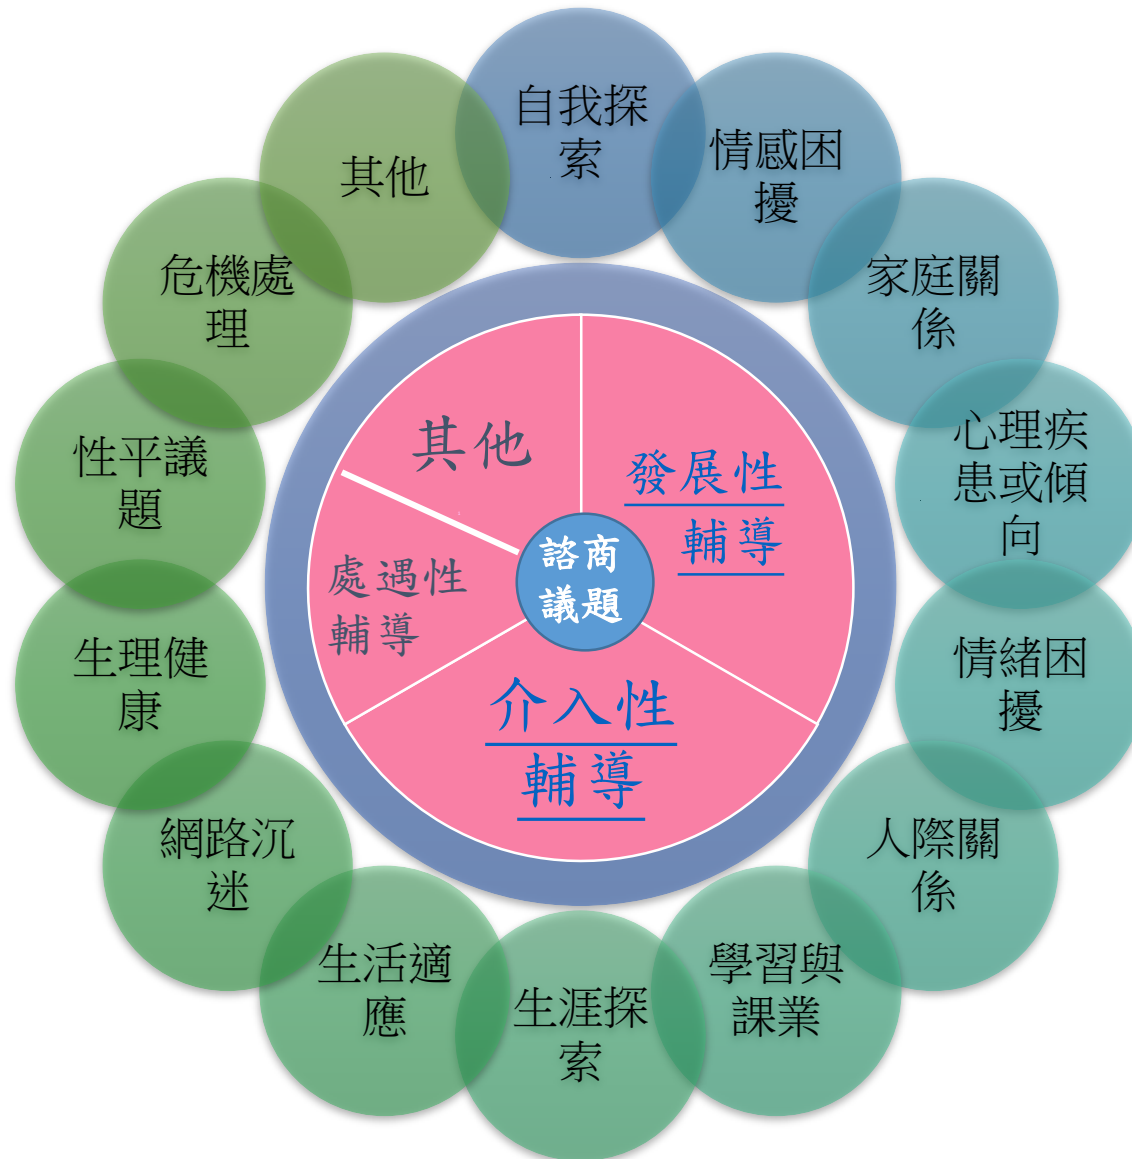 自我探
索
情感困
擾
家庭關
係
心理疾
患或傾
向
情緒困
擾
人際關
係
學習與
課業
生涯探
索
生活適
應
網路沉
迷
生理健
康
性平議
題
危機處
理
其他
發展性
輔導
介入性
輔導
處遇性
輔導
其他
諮商
議題